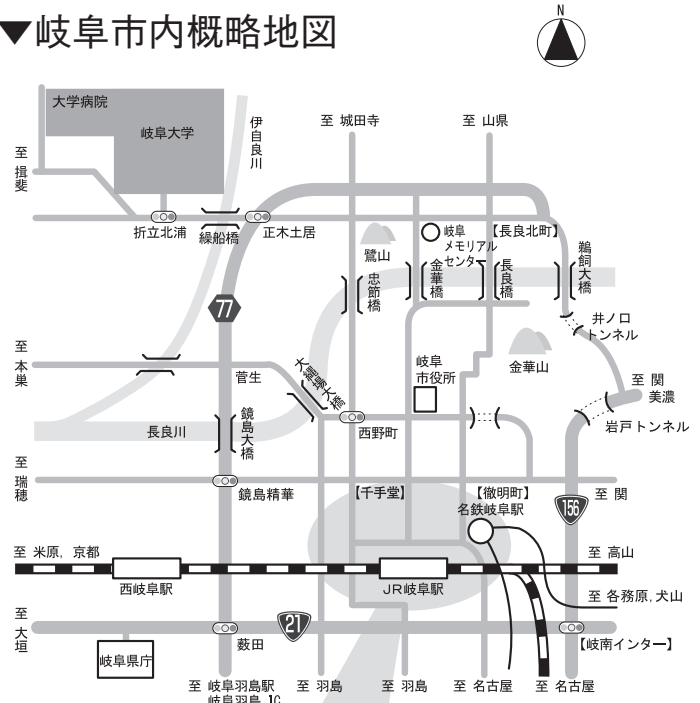 ▼岐阜市内概略地図
N
大学病院
岐阜大学
伊自良川
至 城田寺
至 山県
至 揖斐
折立北浦
繰船橋
正木土居
鷺山
岐阜
メモリアル
センター
【長良北町】
鵜飼大橋
忠節橋
金華橋
長良橋
77
井ノ口
トンネル
至 本巣
菅生
大縄場大橋
岐阜
市役所
金華山
至 関
美濃
長良川
鏡島大橋
西野町
岩戸トンネル
至 瑞穂
鏡島精華
【千手堂】
【徹明町】
名鉄岐阜駅
156
至 関
至 米原, 京都
至 高山
西岐阜駅
JR岐阜駅
至 各務原,犬山
至 大垣
21
岐阜県庁
薮田
【岐南インター】
至 岐阜羽島駅
岐阜羽島 IC
至 羽島
至 羽島
至 名古屋
至 名古屋